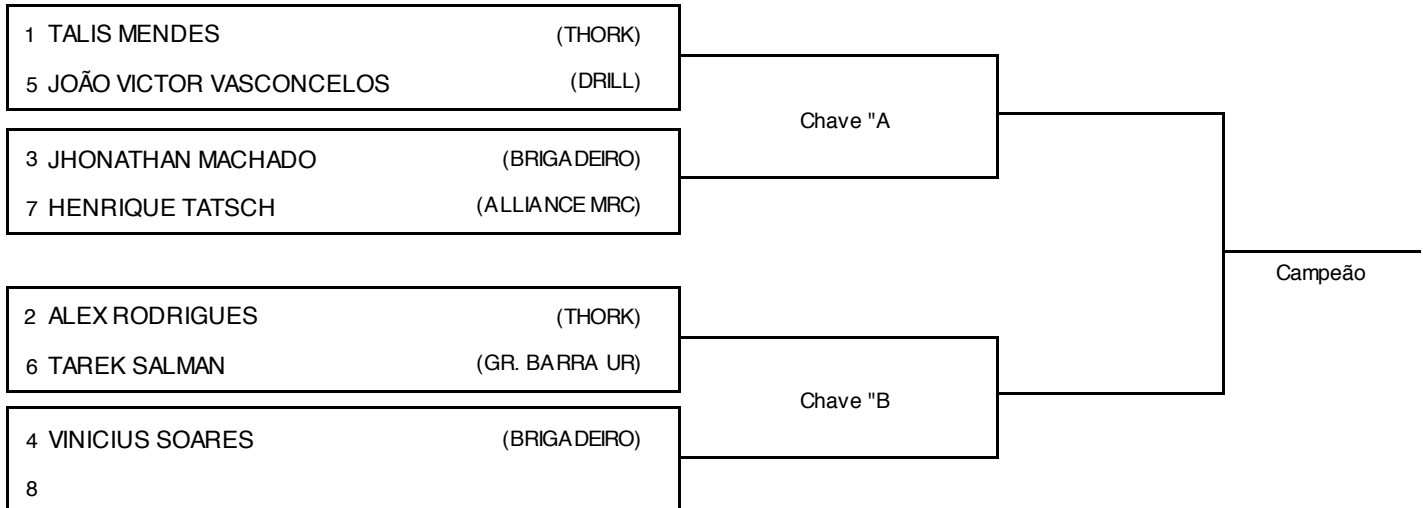 1 TALIS MENDES (THORK)
5 JOÃO VICTOR VASCONCELOS (DRILL)
Chave "A
3 JHONATHAN MACHADO (BRIGADEIRO)
7 HENRIQUE TATSCH (ALLIANCE MRC)
Campeão
2 ALEX RODRIGUES (THORK)
6 TAREK SALMAN (GR. BARRA UR)
Chave "B
4 VINICIUS SOARES (BRIGADEIRO)
8